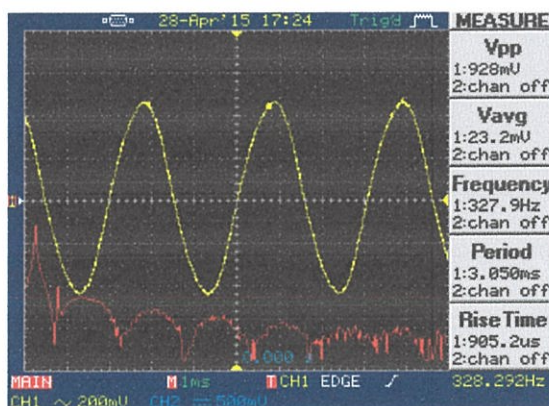 28-Apr'15 17:24 Trig'd MEASURE
Vpp
1:928mV
2:chan off
Vavg
1:23.2mV
2:chan off
Frequency
1:327.9Hz
2:chan off
Period
1:3.050ms
2:chan off
Rise Time
1:905.2us
2:chan off
0.000 s
MAIN M 1ms T CH1 EDGE 328.292Hz
CH1 ~ 200mV CH2 500mV